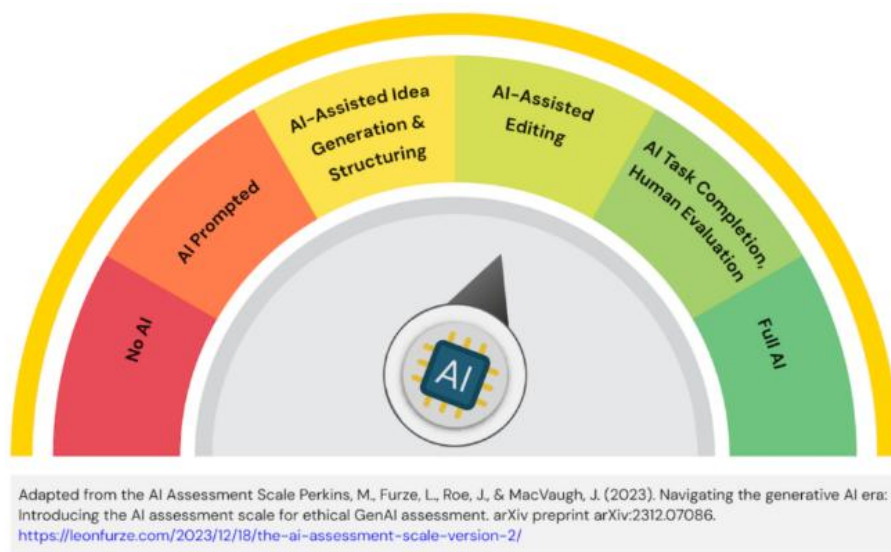 No AI
AI Prompted
AI-Assisted Idea
Generation &
Structuring
AI-Assisted
Editing
AI Task Completion,
Human Evaluation
Full AI
AI
Adapted from the AI Assessment Scale Perkins, M., Furze, L., Roe, J., & MacVaugh, J. (2023). Navigating the generative AI era:
Introducing the AI assessment scale for ethical GenAI assessment. arXiv preprint arXiv:2312.07086.
https://leonfurze.com/2023/12/18/the-ai-assessment-scale-version-2/